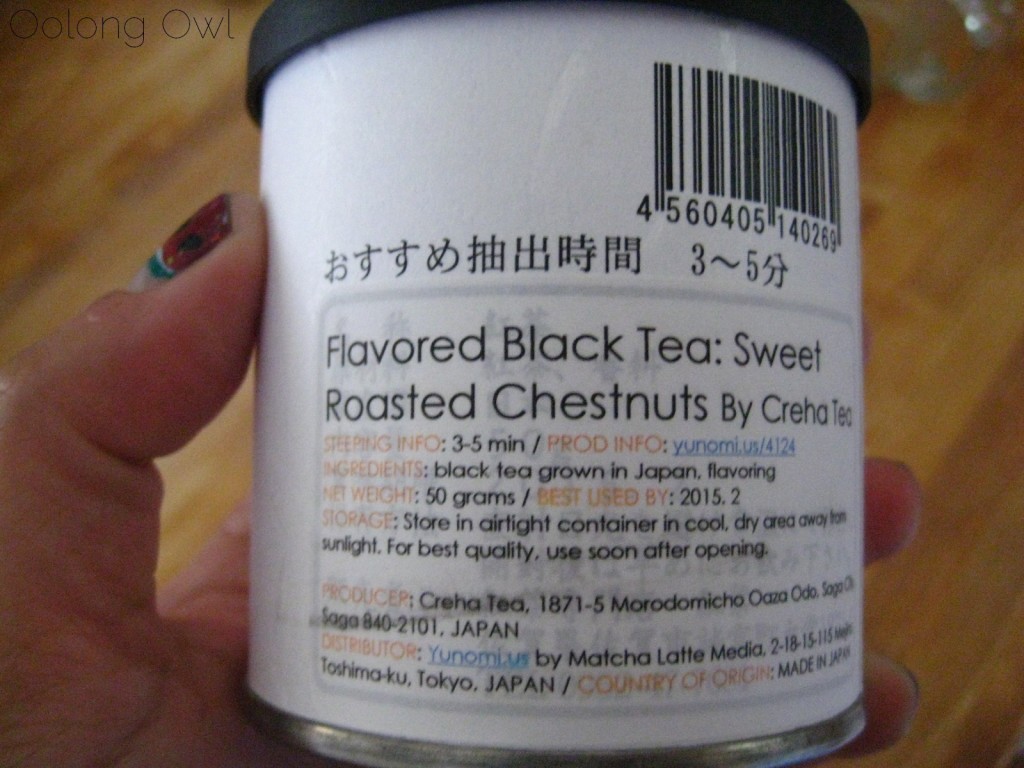 Oolong Owl
4 560405 140269
おすすめ抽出時間 3～5分
Flavored Black Tea: Sweet
Roasted Chestnuts By Creha Tea
STEEPING INFO: 3-5 min / PROD INFO: yunomi.us/4124
INGREDIENTS: black tea grown in Japan, flavoring
NET WEIGHT: 50 grams / BEST USED BY: 2015. 2
STORAGE: Store in airtight container in cool, dry area away from
sunlight. For best quality, use soon after opening.
PRODUCER: Creha Tea, 1871-5 Morodomicho Oaza Odo, Saga
Saga 840-2101, JAPAN
DISTRIBUTOR: Yunomi.us by Matcha Latte Media, 2-18-15-115
Toshima-ku, Tokyo, JAPAN / COUNTRY OF ORIGIN: MADE IN JAPAN